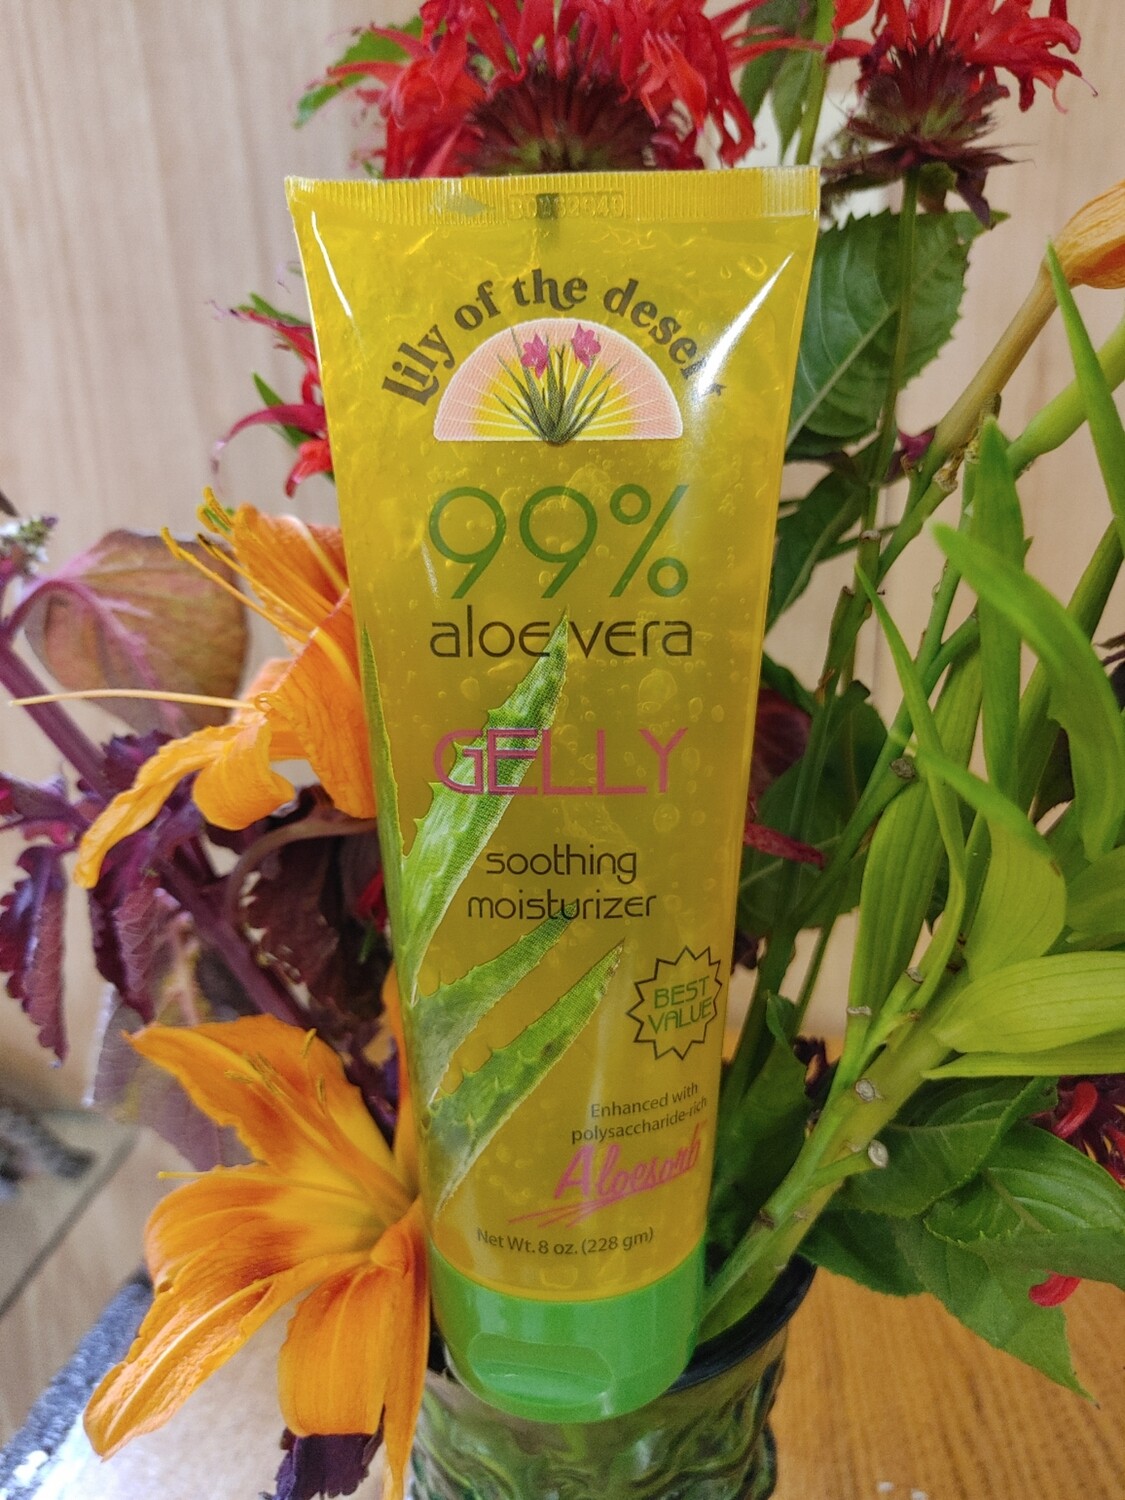 lily of the desert
99%
aloe vera
GELLY
soothing
moisturizer
BEST
VALUE
Enhanced with
polysaccharide-rich
Aloesorb
Net Wt. 8 oz. (228 gm)